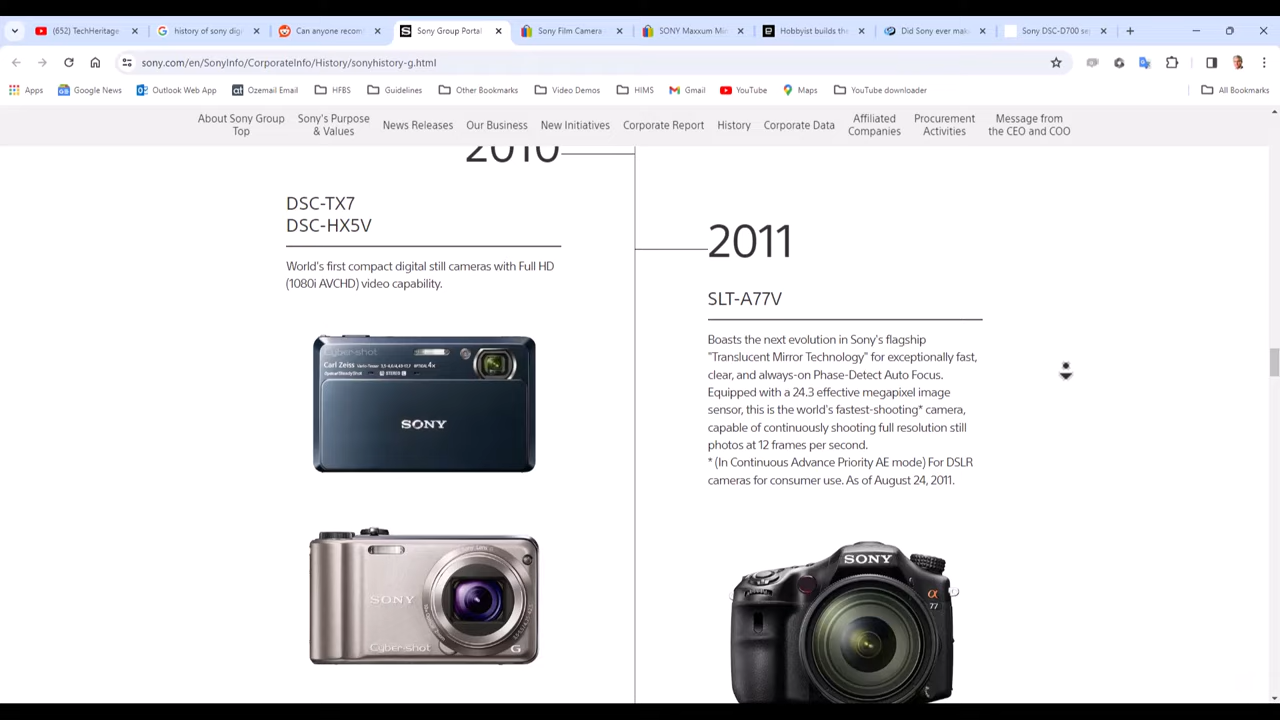 (652) TechHeritage
history of sony digi
Can anyone recom
Sony Group Portal
Sony Film Camera
SONY Maxxum Min
Hobbyist builds the
Did Sony ever mak
Sony DSC-D700 se
sony.com/en/SonyInfo/CorporateInfo/History/sonyhistory-g.html
Apps
Google News
Outlook Web App
Ozemail Email
HFBS
Guidelines
Other Bookmarks
Video Demos
HIMS
Gmail
YouTube
Maps
YouTube downloader
All Bookmarks
About Sony Group
Top
Sony's Purpose
& Values
News Releases
Our Business
New Initiatives
Corporate Report
History
Corporate Data
Affiliated
Companies
Procurement
Activities
Message from
the CEO and COO
2010
DSC-TX7
DSC-HX5V
World's first compact digital still cameras with Full HD
(1080i AVCHD) video capability.
Cyber-shot
Carl Zeiss
SONY
SONY
Cyber-shot
G
2011
SLT-A77V
Boasts the next evolution in Sony's flagship
"Translucent Mirror Technology" for exceptionally fast,
clear, and always-on Phase-Detect Auto Focus.
Equipped with a 24.3 effective megapixel image
sensor, this is the world's fastest-shooting* camera,
capable of continuously shooting full resolution still
photos at 12 frames per second.
* (In Continuous Advance Priority AE mode) For DSLR
cameras for consumer use. As of August 24, 2011.
SONY
α
77